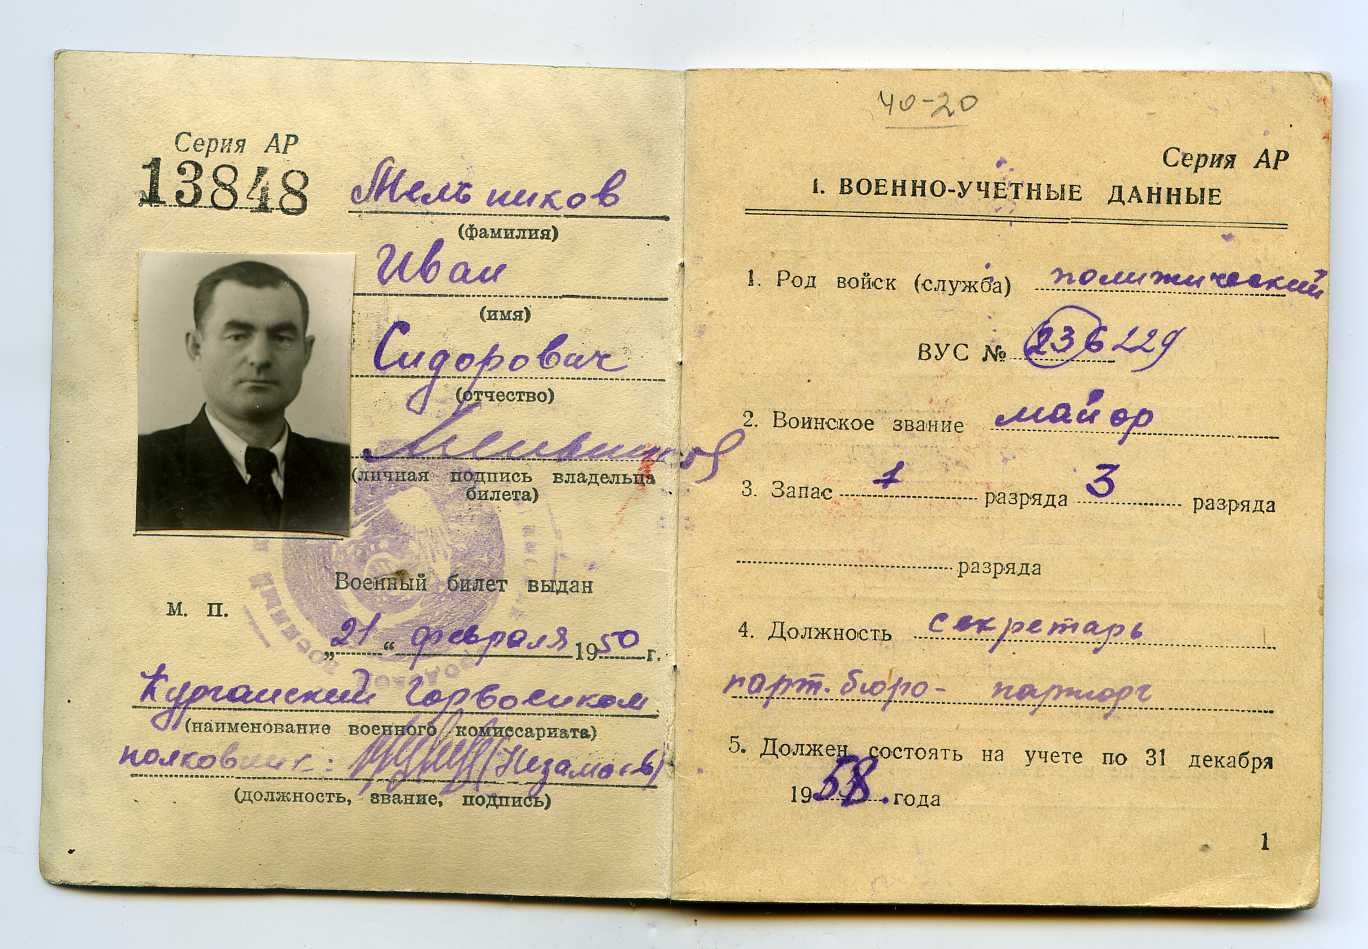 Серия АР
13848
Мельников
(фамилия)
Иван
(имя)
Сидорович
(отчество)
Мельников
(личная подпись владельца
билета)
Военный билет выдан
М. П.
„21“ февраля 1950 г.
Курганский Горвоенком
(наименование военного комиссариата)
полковник:
(должность, звание, подпись)
40-20
Серия АР
1. ВОЕННО-УЧЕТНЫЕ ДАННЫЕ
1. Род войск (служба) политический
ВУС № 236229
2. Воинское звание майор
3. Запас 1 разряда 3 разряда
разряда
4. Должность секретарь
парт. бюро- парторг
5. Должен состоять на учете по 31 декабря
1958. года
1